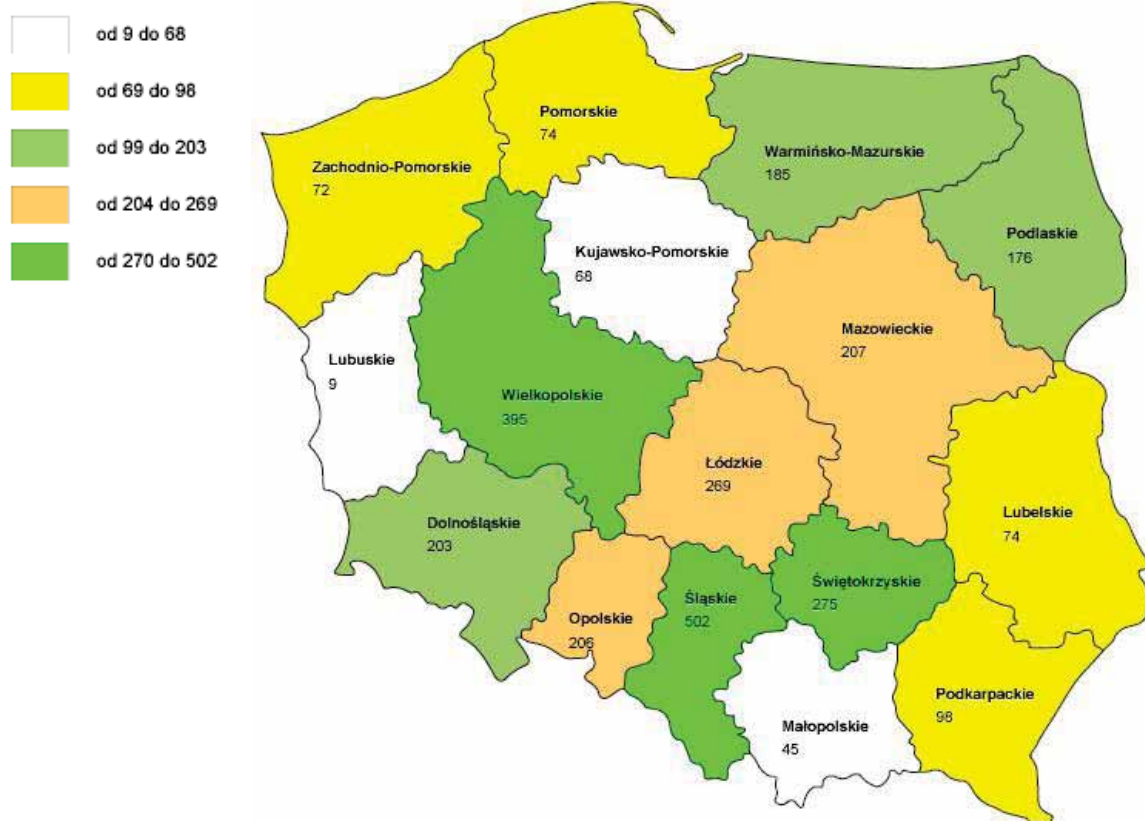 od 9 do 68
od 69 do 98
od 99 do 203
od 204 do 269
od 270 do 502
Pomorskie
74
Zachodnio-Pomorskie
72
Warmińsko-Mazurskie
185
Podlaskie
176
Kujawsko-Pomorskie
68
Mazowieckie
207
Lubuskie
9
Wielkopolskie
395
Łódzkie
269
Lubelskie
74
Dolnośląskie
203
Świętokrzyskie
275
Śląskie
502
Opolskie
206
Podkarpackie
98
Małopolskie
45